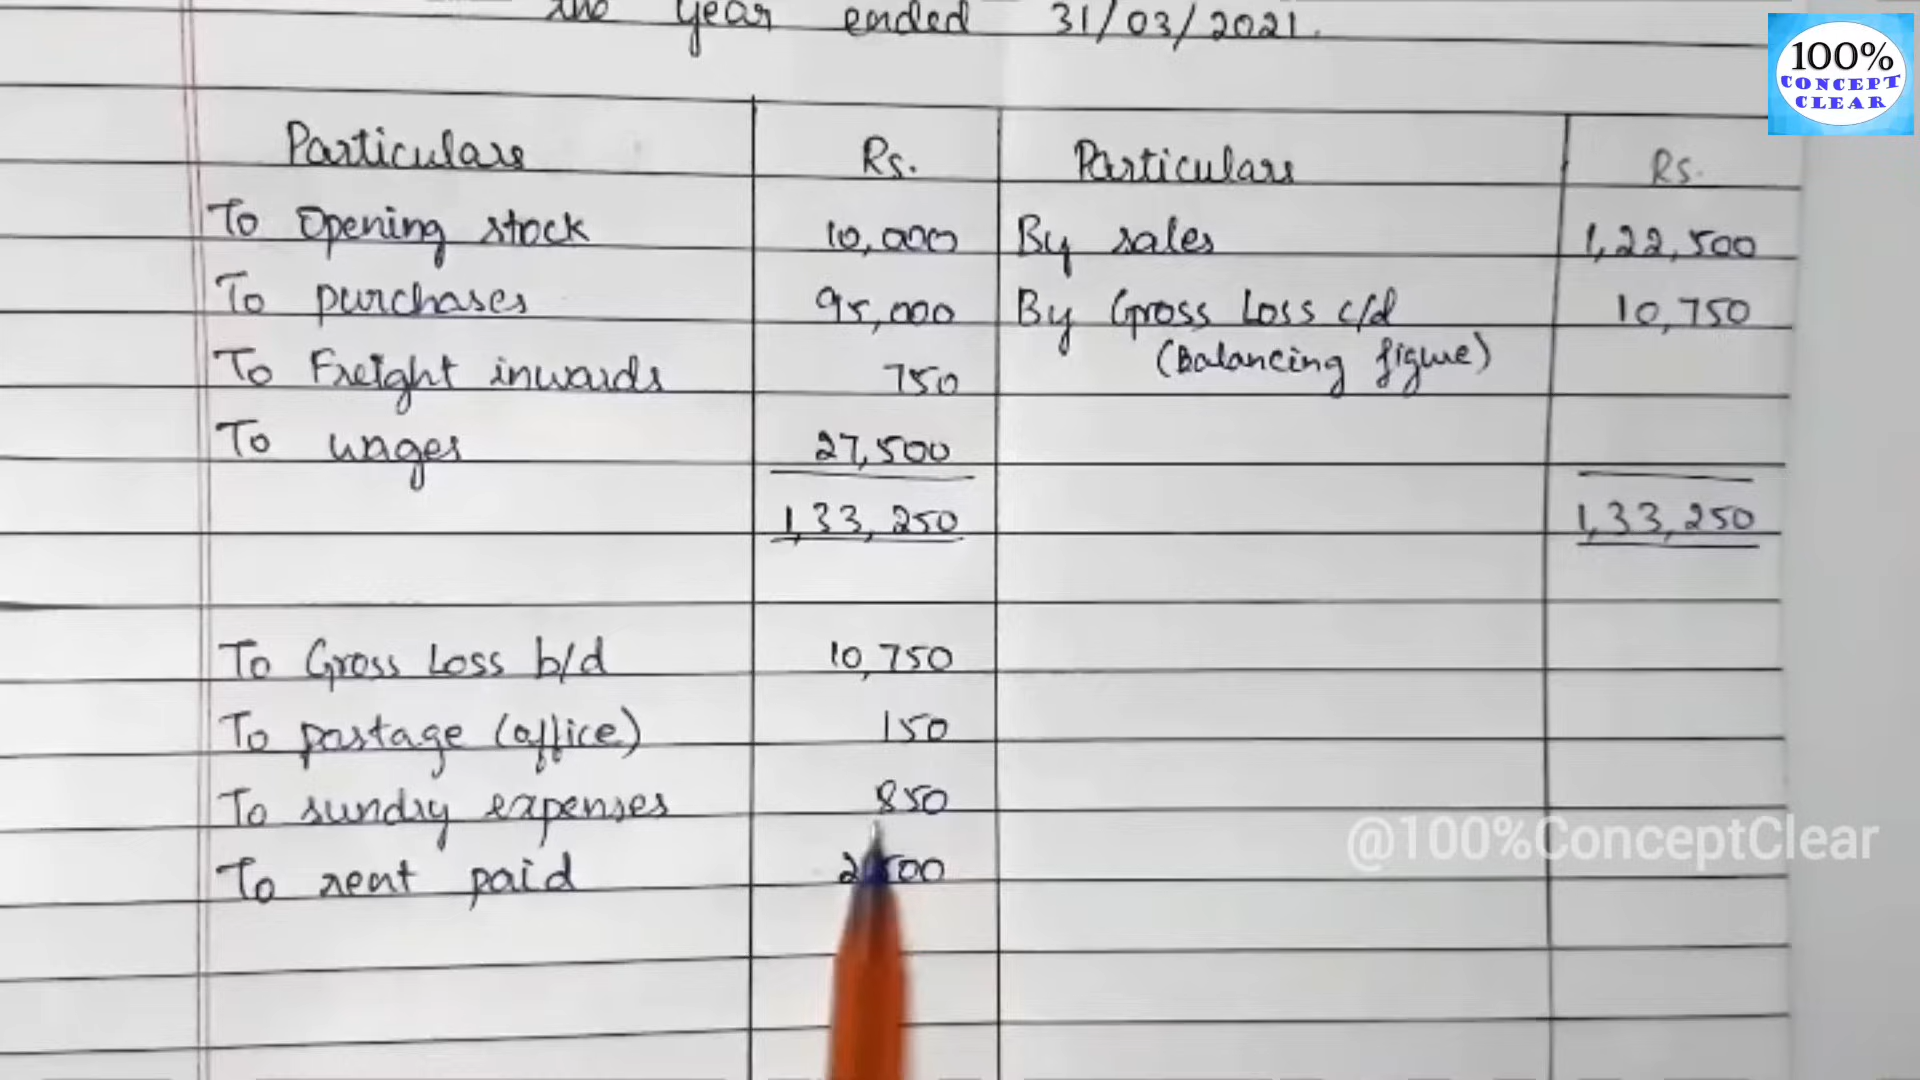 the year ended 31/03/2021.
100%
CONCEPT
CLEAR
Particulars Rs. Particulars Rs.
To Opening stock 10,000 By sales 1,22,500
To purchases 95,000 By Gross Loss c/d 10,750
(Balancing figure)
To Freight inwards 750
To wages 27,500
1,33,250 1,33,250
To Gross Loss b/d 10,750
To postage (office) 150
To sundry expenses 850
@100%ConceptClear
To rent paid